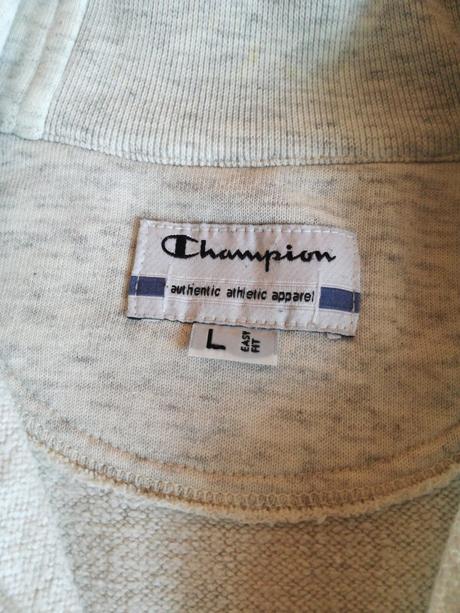 Champion
authentic athletic apparel
L EASY
FIT